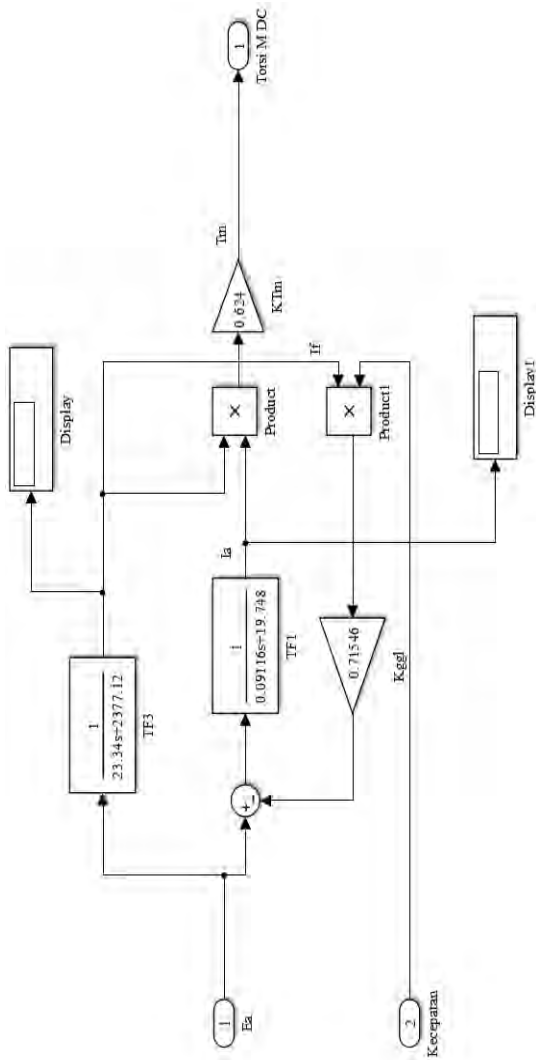 Display
1
23.34s+2377.12
TF3
1
Ea
+
-
1
0.09116s+19.748
TF1
Ia
×
Product
0.624
KTm
Tm
1
Torsi M DC
If
×
Product1
0.71546
Kggl
2
Kecepatan
Display1